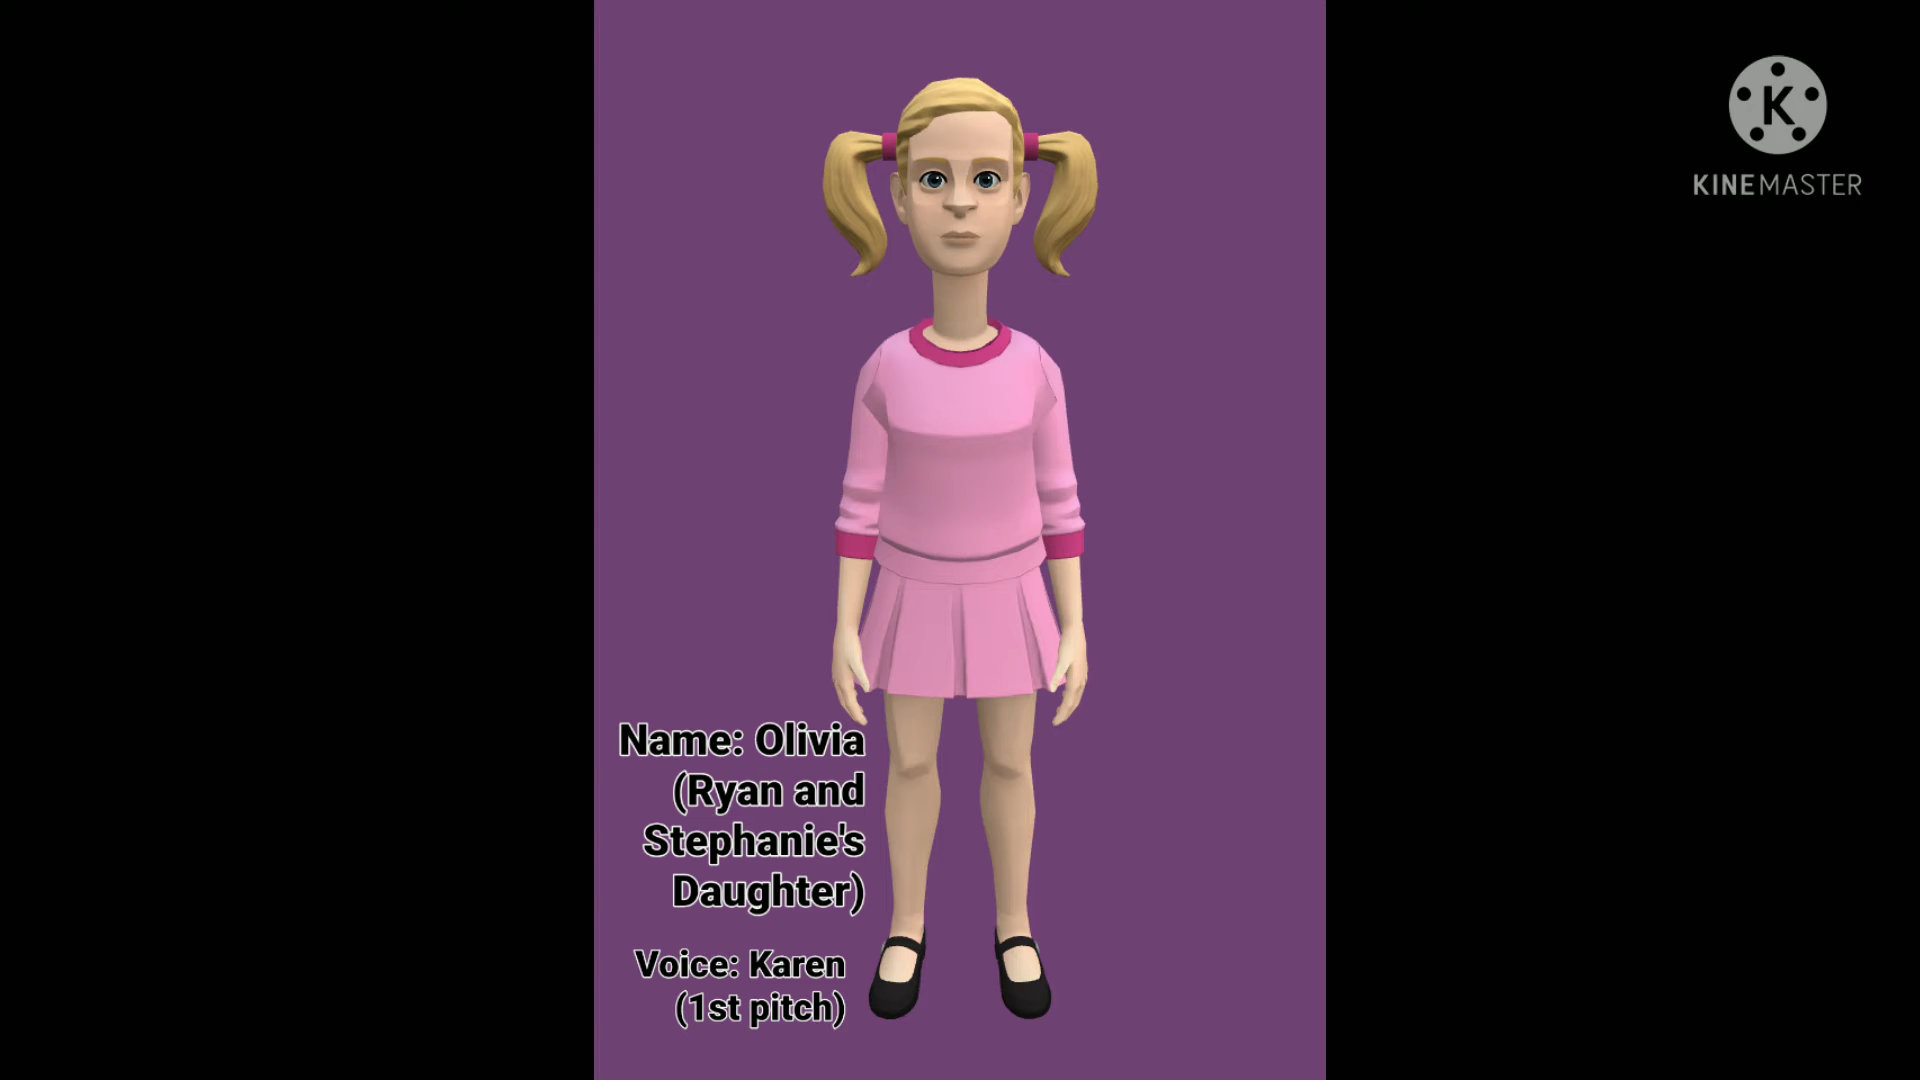 K
KINEMASTER
Name: Olivia
(Ryan and
Stephanie's
Daughter)
Voice: Karen
(1st pitch)